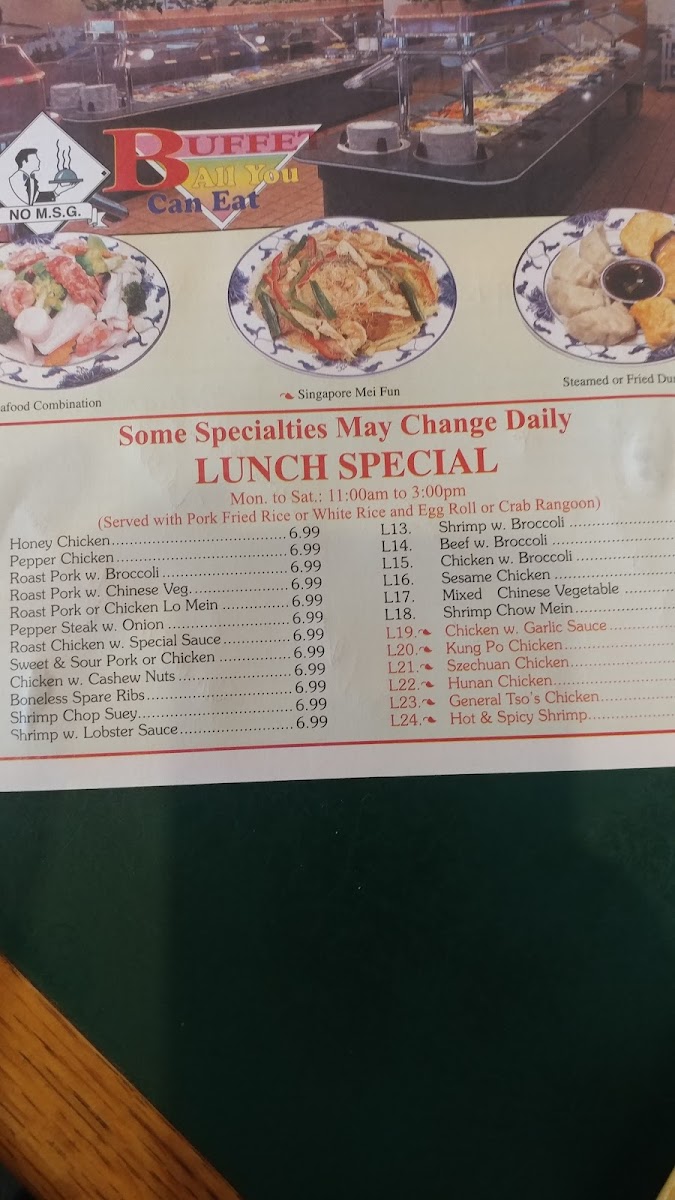 BUFFET
All You
Can Eat
NO M.S.G.
afood Combination
Singapore Mei Fun
Steamed or Fried
Some Specialties May Change Daily
LUNCH SPECIAL
Mon. to Sat.: 11:00am to 3:00pm
(Served with Pork Fried Rice or White Rice and Egg Roll or Crab Rangoon)
Honey Chicken 6.99
Pepper Chicken 6.99
Roast Pork w. Broccoli 6.99
Roast Pork w. Chinese Veg. 6.99
Roast Pork or Chicken Lo Mein 6.99
Pepper Steak w. Onion 6.99
Roast Chicken w. Special Sauce 6.99
Sweet & Sour Pork or Chicken 6.99
Chicken w. Cashew Nuts 6.99
Boneless Spare Ribs 6.99
Shrimp Chop Suey 6.99
Shrimp w. Lobster Sauce 6.99
L13. Shrimp w. Broccoli
L14. Beef w. Broccoli
L15. Chicken w. Broccoli
L16. Sesame Chicken
L17. Mixed Chinese Vegetable
L18. Shrimp Chow Mein
L19. Chicken w. Garlic Sauce
L20. Kung Po Chicken
L21. Szechuan Chicken
L22. Hunan Chicken
L23. General Tso's Chicken
L24. Hot & Spicy Shrimp